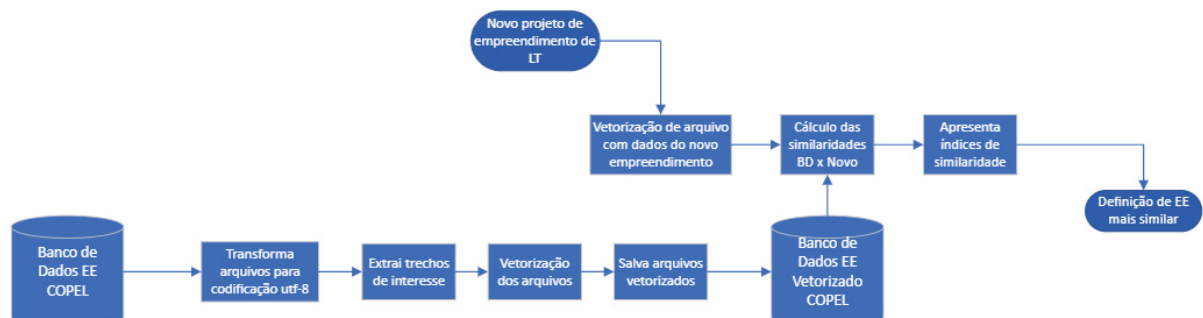 Novo projeto de
empreendimento de
LT
Vetorização de arquivo
com dados do novo
empreendimento
Cálculo das
similaridades
BD x Novo
Apresenta
índices de
similaridade
Definição de EE
mais similar
Banco de
Dados EE
COPEL
Transforma
arquivos para
codificação utf-8
Extrai trechos
de interesse
Vetorização
dos arquivos
Salva arquivos
vetorizados
Banco de
Dados EE
Vetorizado
COPEL